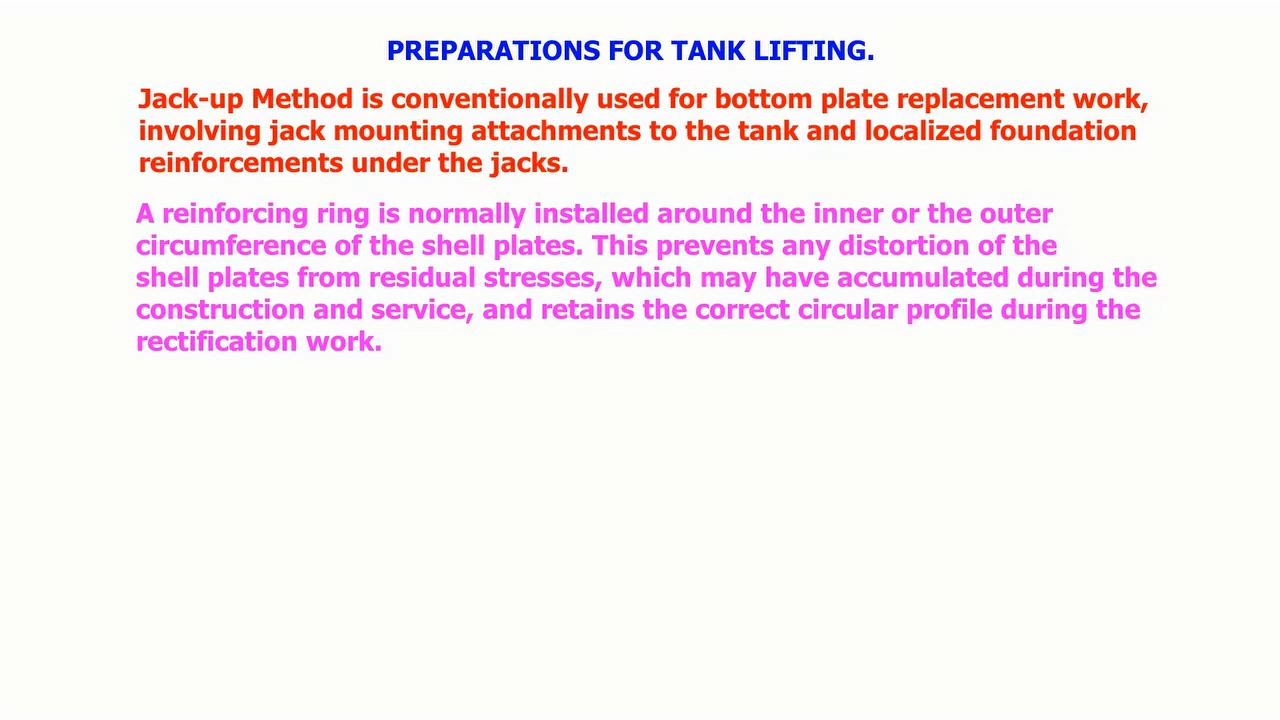 PREPARATIONS FOR TANK LIFTING.
Jack-up Method is conventionally used for bottom plate replacement work,
involving jack mounting attachments to the tank and localized foundation
reinforcements under the jacks.
A reinforcing ring is normally installed around the inner or the outer
circumference of the shell plates. This prevents any distortion of the
shell plates from residual stresses, which may have accumulated during the
construction and service, and retains the correct circular profile during the
rectification work.